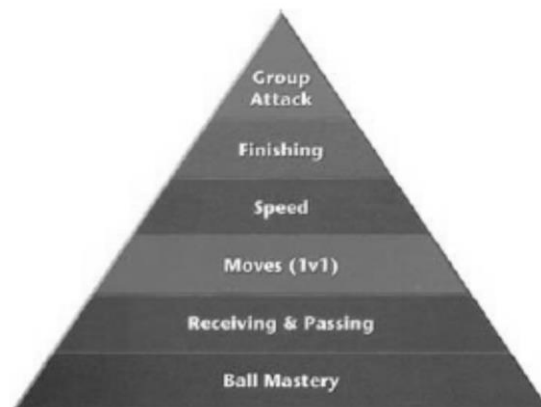 Group
Attack
Finishing
Speed
Moves (1v1)
Receiving & Passing
Ball Mastery